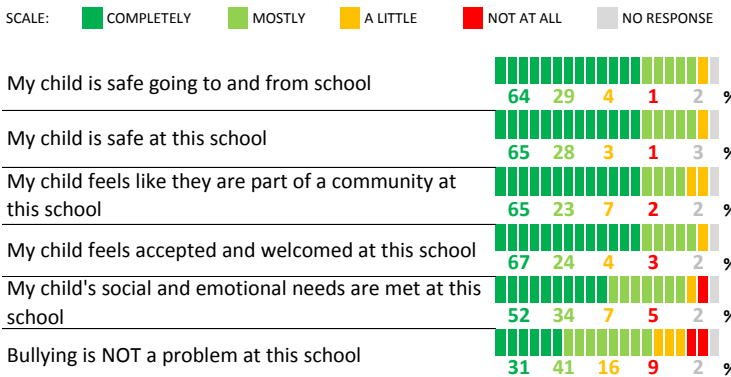 SCALE: COMPLETELY MOSTLY A LITTLE NOT AT ALL NO RESPONSE
My child is safe going to and from school
64 29 4 1 2 %
My child is safe at this school
65 28 3 1 3 %
My child feels like they are part of a community at
this school
65 23 7 2 2 %
My child feels accepted and welcomed at this school
67 24 4 3 2 %
My child's social and emotional needs are met at this
school
52 34 7 5 2 %
Bullying is NOT a problem at this school
31 41 16 9 2 %